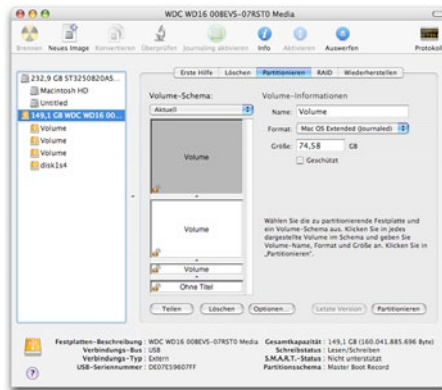 WDC WD16 00BEVS-07RST0 Media
Brennen Neues Image Konvertieren Überprüfen Journaling aktivieren Info Aktivieren Auswerfen Protokoll
232,9 GB ST3250820AS...
Macintosh HD
Untitled
149,1 GB WDC WD16 00...
Volume
Volume
Volume
disk1s4
Erste Hilfe Löschen Partitionieren RAID Wiederherstellen
Volume-Schema:
Aktuell
Volume
Volume
Volume
Ohne Titel
Volume-Informationen
Name: Volume
Format: Mac OS Extended (Journaled)
Größe: 74,58 GB
Geschützt
Wählen Sie die zu partitionierende Festplatte und
ein Volume-Schema aus. Klicken Sie in jedes
dargestellte Volume im Schema und geben Sie
Volume-Name, Format und Größe an. Klicken Sie in
„Partitionieren".
Teilen Löschen Optionen... Letzte Version Partitionieren
Festplatten-Beschreibung : WDC WD16 00BEVS-07RST0 Media
Verbindungs-Bus : USB
Verbindungs-Typ : Extern
USB-Seriennummer : DE07E59607FF
Gesamtkapazität : 149,1 GB (160.041.885.696 Byte)
Schreibstatus : Lesen/Schreiben
S.M.A.R.T.-Status : Nicht unterstützt
Partitionsschema : Master Boot Record
?